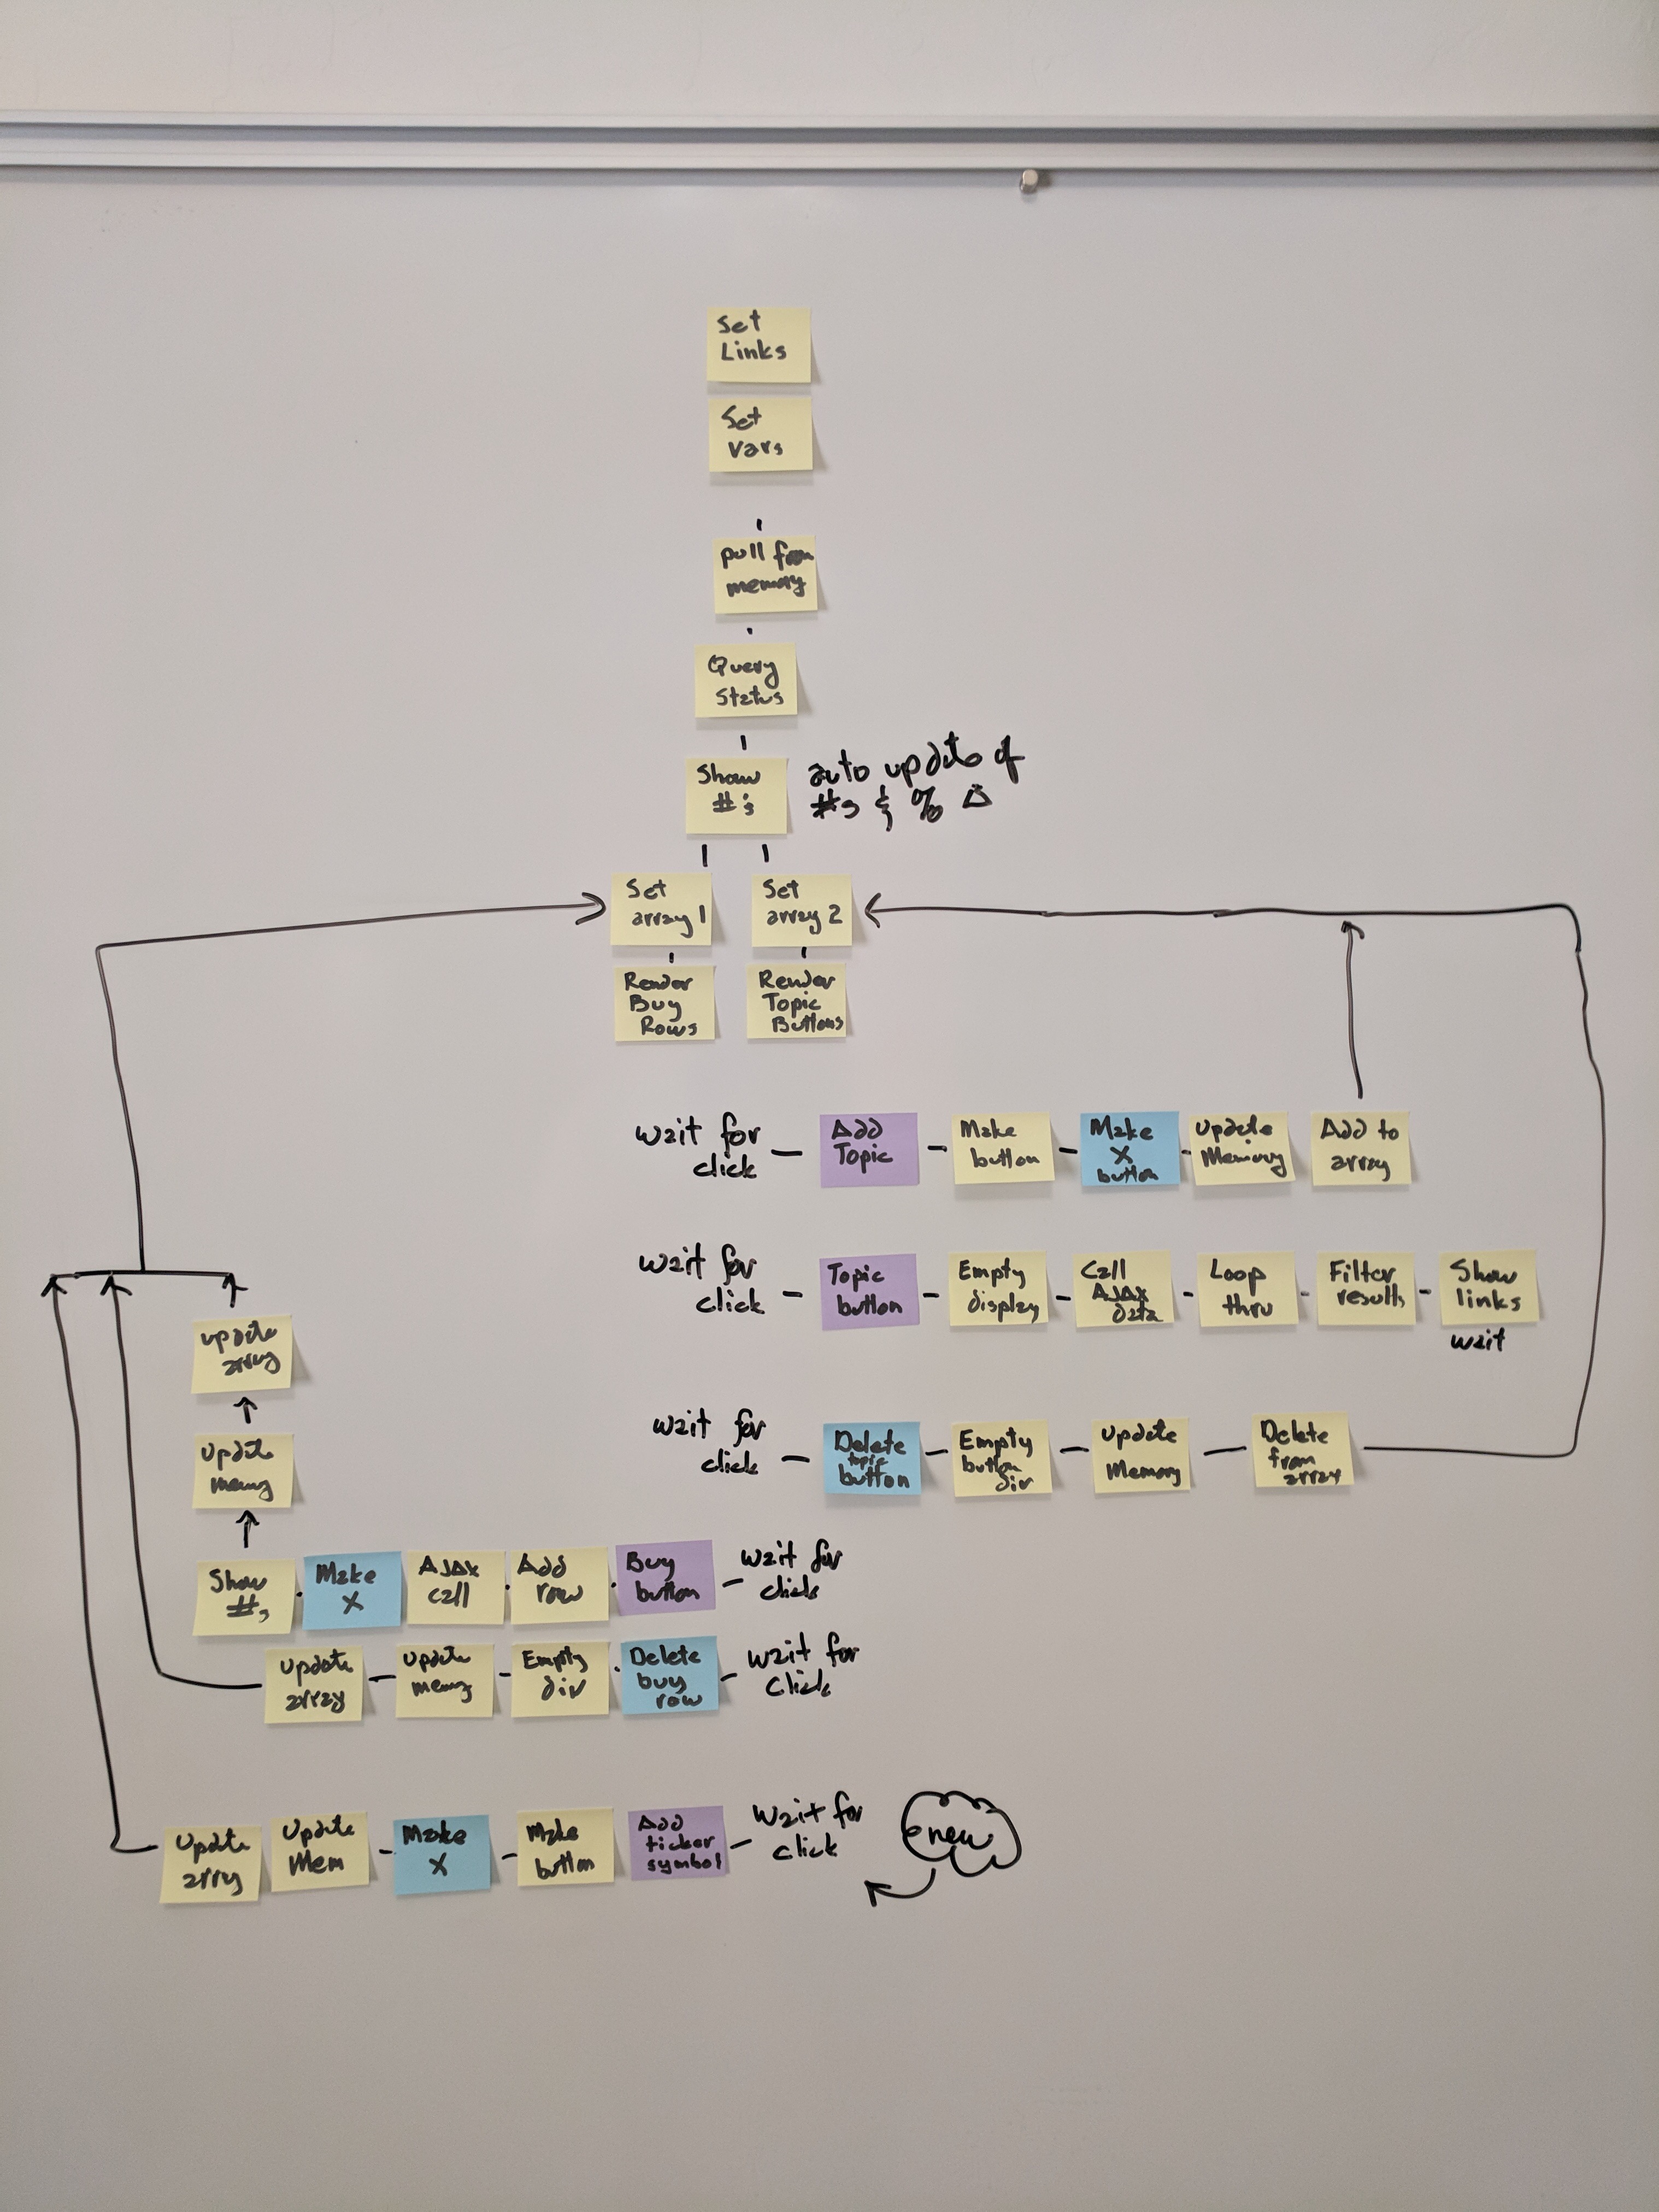 Set
Links
Set
Vars
pull from
memory
Query
Status
Show
#'s
auto update of
#s & % Δ
Set
array 1
Set
array 2
Render
Buy
Rows
Render
Topic
Buttons
wait for
click
Add
Topic
Make
button
Make
X
button
Update
Memory
Add to
array
wait for
click
Topic
button
Empty
display
Call
AJAX
data
Loop
thru
Filter
results
Show
links
wait
wait for
click
Delete
topic
button
Empty
button
div
Update
Memory
Delete
from
array
update
array
Update
memy
Show
#s
Make
X
AJAX
call
Add
row
Buy
button
wait for
click
Update
array
Update
memy
Empty
div
Delete
buy
row
wait for
click
Update
array
Update
Mem
Make
X
Make
button
Add
ticker
symbol
wait for
click
new